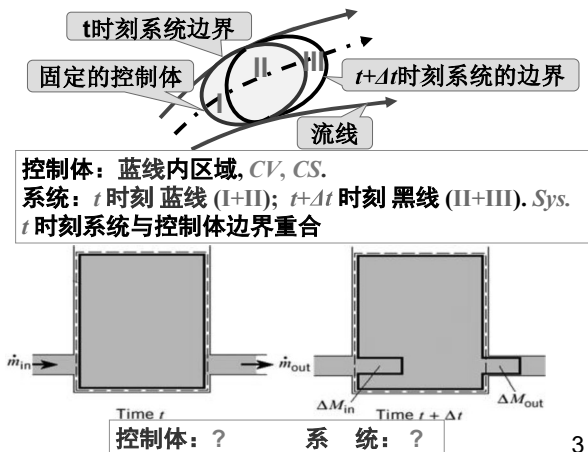 t时刻系统边界
固定的控制体
I
II
III
t+Δt时刻系统的边界
流线
控制体：蓝线内区域, CV, CS.
系统：t 时刻 蓝线 (I+II); t+Δt 时刻 黑线 (II+III). Sys.
t 时刻系统与控制体边界重合
ṁin
ṁout
ΔMin
ΔMout
Time t
Time t + Δt
控制体：? 系 统：?
3